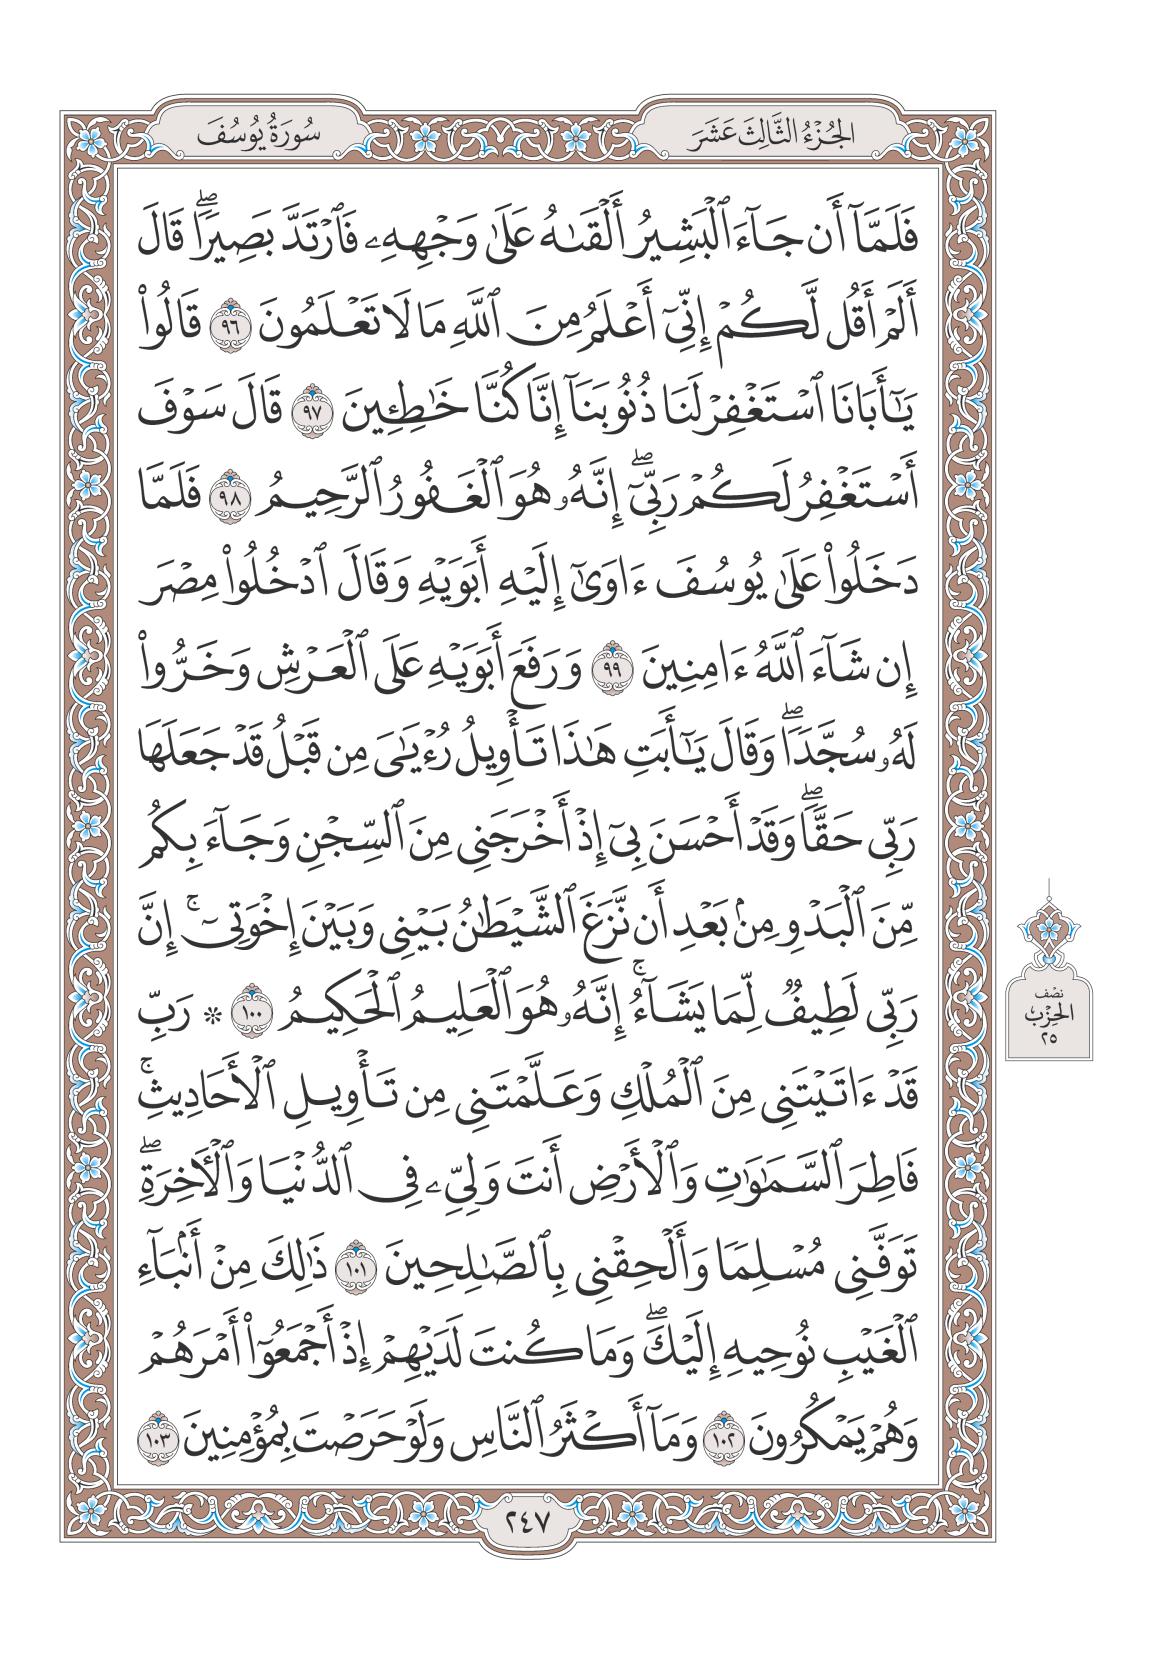 الجُزْءُ الثَّالِثَ عَشَرَ
سُورَةُ يُوسُفَ
فَلَمَّآ أَن جَآءَ ٱلْبَشِيرُ أَلْقَىٰهُ عَلَىٰ وَجْهِهِۦ فَٱرْتَدَّ بَصِيرًاۖ قَالَ
أَلَمْ أَقُل لَّكُمْ إِنِّىٓ أَعْلَمُ مِنَ ٱللَّهِ مَا لَا تَعْلَمُونَ ٩٦ قَالُوا۟
يَٰٓأَبَانَا ٱسْتَغْفِرْ لَنَا ذُنُوبَنَآ إِنَّا كُنَّا خَٰطِـِٔينَ ٩٧ قَالَ سَوْفَ
أَسْتَغْفِرُ لَكُمْ رَبِّىٓۖ إِنَّهُۥ هُوَ ٱلْغَفُورُ ٱلرَّحِيمُ ٩٨ فَلَمَّا
دَخَلُوا۟ عَلَىٰ يُوسُفَ ءَاوَىٰٓ إِلَيْهِ أَبَوَيْهِ وَقَالَ ٱدْخُلُوا۟ مِصْرَ
إِن شَآءَ ٱللَّهُ ءَامِنِينَ ٩٩ وَرَفَعَ أَبَوَيْهِ عَلَى ٱلْعَرْشِ وَخَرُّوا۟
لَهُۥ سُجَّدًاۖ وَقَالَ يَٰٓأَبَتِ هَٰذَا تَأْوِيلُ رُءْيَٰىَ مِن قَبْلُ قَدْ جَعَلَهَا
رَبِّى حَقًّاۖ وَقَدْ أَحْسَنَ بِىٓ إِذْ أَخْرَجَنِى مِنَ ٱلسِّجْنِ وَجَآءَ بِكُم
مِّنَ ٱلْبَدْوِ مِنۢ بَعْدِ أَن نَّزَغَ ٱلشَّيْطَٰنُ بَيْنِى وَبَيْنَ إِخْوَتِىٓۚ إِنَّ
رَبِّى لَطِيفٌ لِّمَا يَشَآءُۚ إِنَّهُۥ هُوَ ٱلْعَلِيمُ ٱلْحَكِيمُ ١٠٠ * رَبِّ
قَدْ ءَاتَيْتَنِى مِنَ ٱلْمُلْكِ وَعَلَّمْتَنِى مِن تَأْوِيلِ ٱلْأَحَادِيثِۚ
فَاطِرَ ٱلسَّمَٰوَٰتِ وَٱلْأَرْضِ أَنتَ وَلِىِّۦ فِى ٱلدُّنْيَا وَٱلْـَٔاخِرَةِۖ
تَوَفَّنِى مُسْلِمًا وَأَلْحِقْنِى بِٱلصَّٰلِحِينَ ١٠١ ذَٰلِكَ مِنْ أَنۢبَآءِ
ٱلْغَيْبِ نُوحِيهِ إِلَيْكَۖ وَمَا كُنتَ لَدَيْهِمْ إِذْ أَجْمَعُوٓا۟ أَمْرَهُمْ
وَهُمْ يَمْكُرُونَ ١٠٢ وَمَآ أَكْثَرُ ٱلنَّاسِ وَلَوْ حَرَصْتَ بِمُؤْمِنِينَ ١٠٣
نصْف
الحِزْبِ
٢٥
٢٤٧